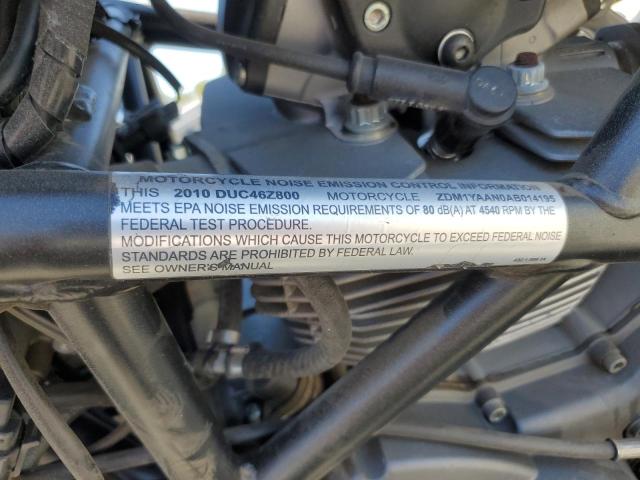 MOTORCYCLE NOISE EMISSION CONTROL INFORMATION
THIS 2010 DUC46Z800 MOTORCYCLE ZDM1YAAN0AB014195
MEETS EPA NOISE EMISSION REQUIREMENTS OF 80 dB(A) AT 4540 RPM BY THE
FEDERAL TEST PROCEDURE.
MODIFICATIONS WHICH CAUSE THIS MOTORCYCLE TO EXCEED FEDERAL NOISE
STANDARDS ARE PROHIBITED BY FEDERAL LAW.
SEE OWNER'S MANUAL